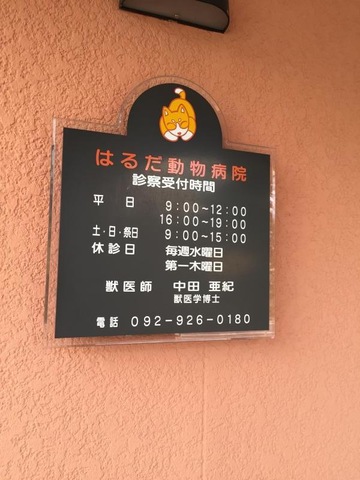 はるだ動物病院
診察受付時間
平日 9:00~12:00
16:00~19:00
土・日・祭日 9:00~15:00
休診日 毎週水曜日
第一木曜日
獣医師 中田 亜紀
獣医学博士
電話 092-926-0180